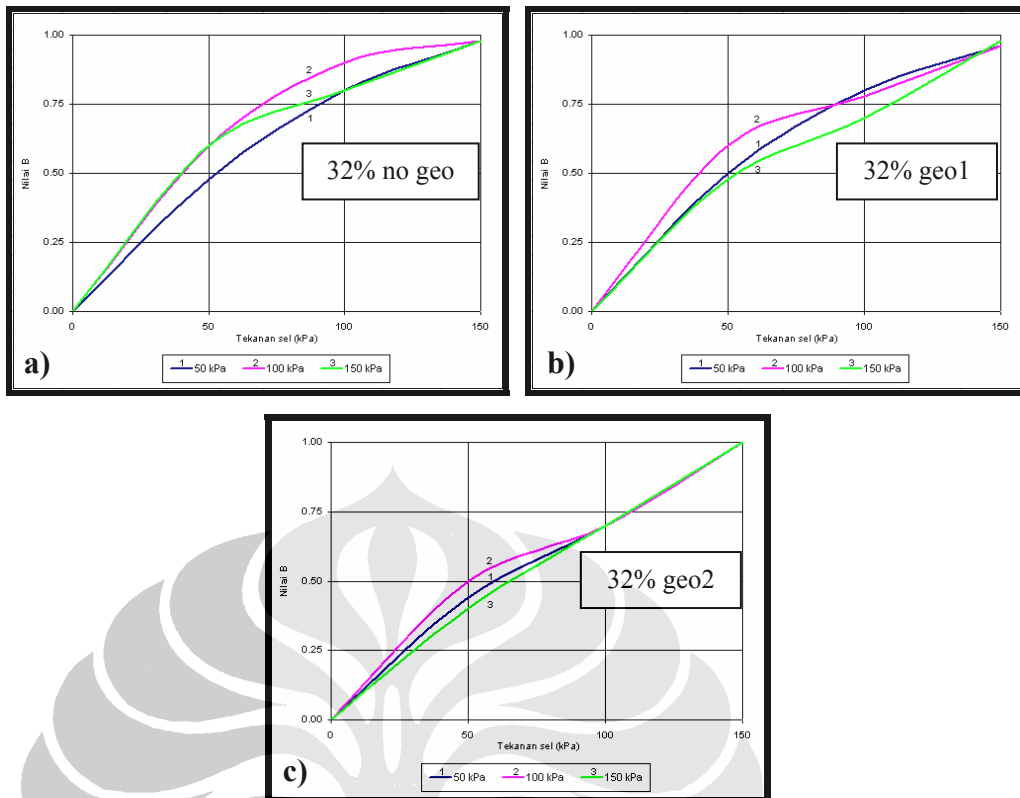 1.00
0.75
0.50
0.25
0.00
Nilai B
2
3
1
32% no geo
0 50 100 150
Tekanan sel (kPa)
a)
1 50 kPa 2 100 kPa 3 150 kPa
1.00
0.75
0.50
0.25
0.00
Nilai B
2
1
3
32% geo1
0 50 100 150
Tekanan sel (kPa)
b)
1 50 kPa 2 100 kPa 3 150 kPa
1.00
0.75
0.50
0.25
0.00
Nilai B
2
1
3
32% geo2
0 50 100 150
Tekanan sel (kPa)
c)
1 50 kPa 2 100 kPa 3 150 kPa